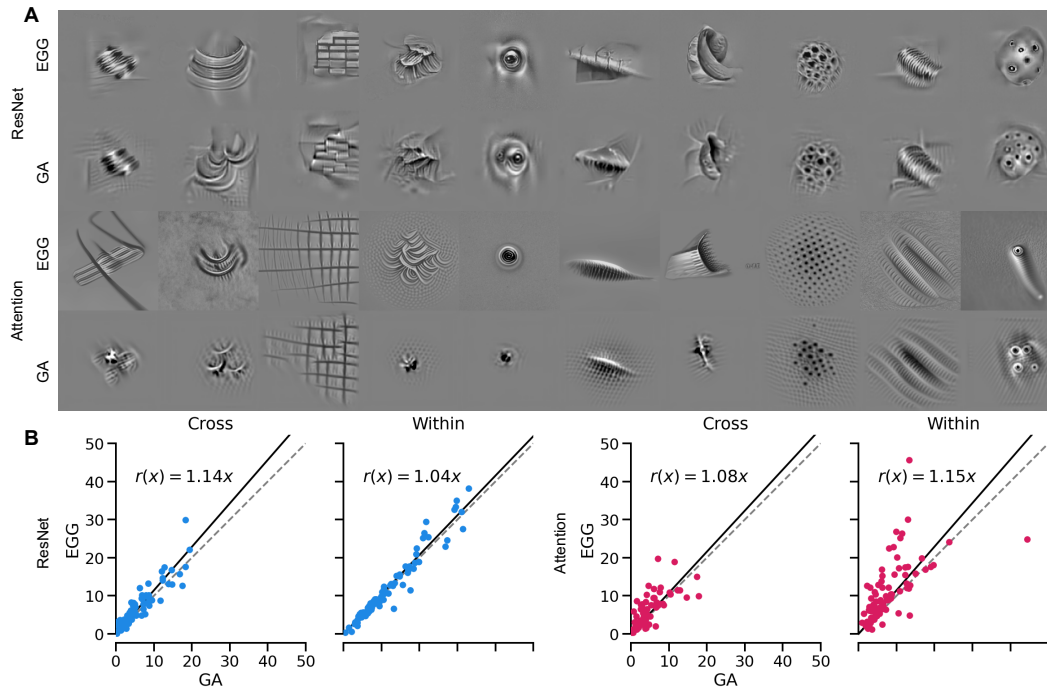 A
ResNet
EGG
GA
Attention
EGG
GA
B
Cross
Within
Cross
Within
ResNet
EGG
50
40
30
20
10
0
r(x) = 1.14x
0 10 20 30 40 50
GA
r(x) = 1.04x
Attention
EGG
50
40
30
20
10
0
r(x) = 1.08x
0 10 20 30 40 50
GA
r(x) = 1.15x